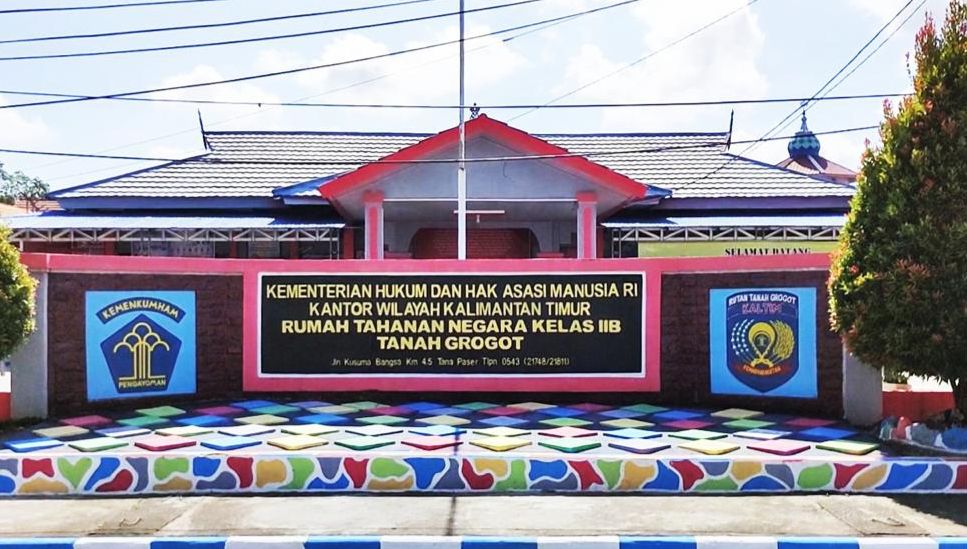 SELAMAT DATANG
KEMENTERIAN HUKUM DAN HAK ASASI MANUSIA RI
KANTOR WILAYAH KALIMANTAN TIMUR
RUMAH TAHANAN NEGARA KELAS IIB
TANAH GROGOT
Jln Kusuma Bangsa Km 4.5 Tana Paser Tlpn 0543 (21748/21811)
KEMENKUMHAM
PENGAYOMAN
RUTAN TANAH GROGOT
KALTIM
PEMASYARAKATAN